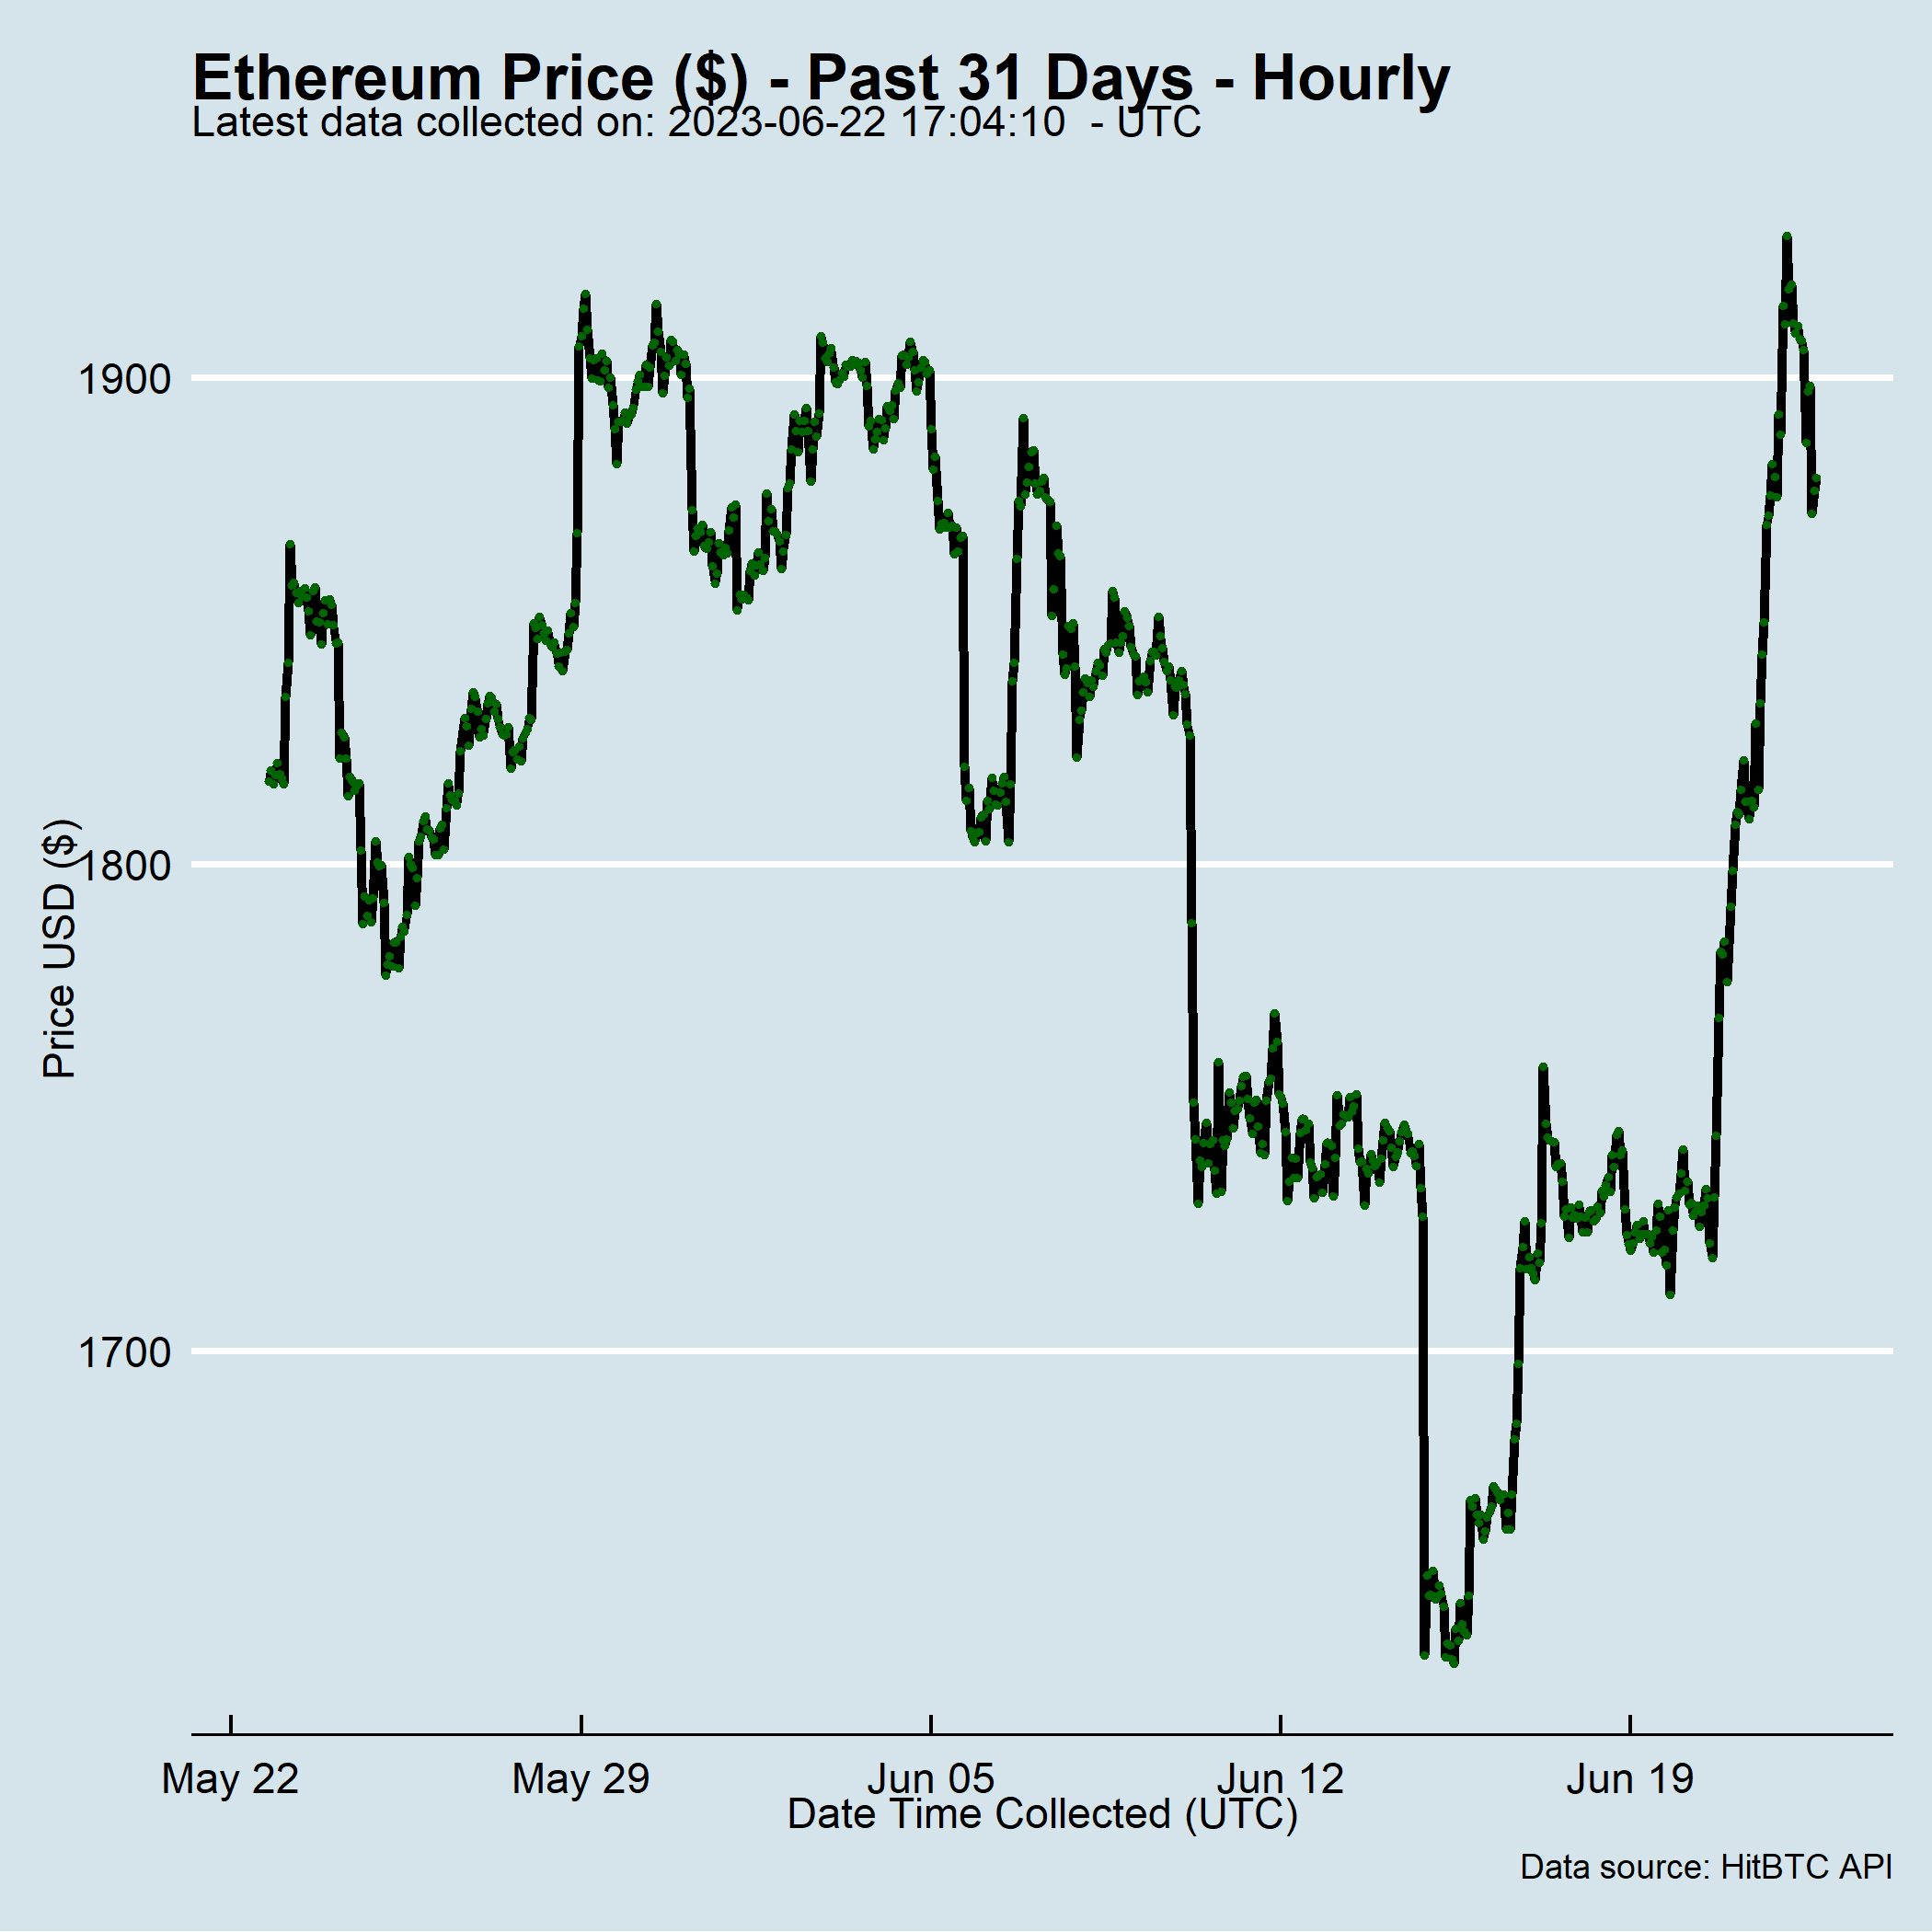 Ethereum Price ($) - Past 31 Days - Hourly
Latest data collected on: 2023-06-22 17:04:10  - UTC
1900
1800
1700
Price USD ($)
May 22
May 29
Jun 05
Jun 12
Jun 19
Date Time Collected (UTC)
Data source: HitBTC API